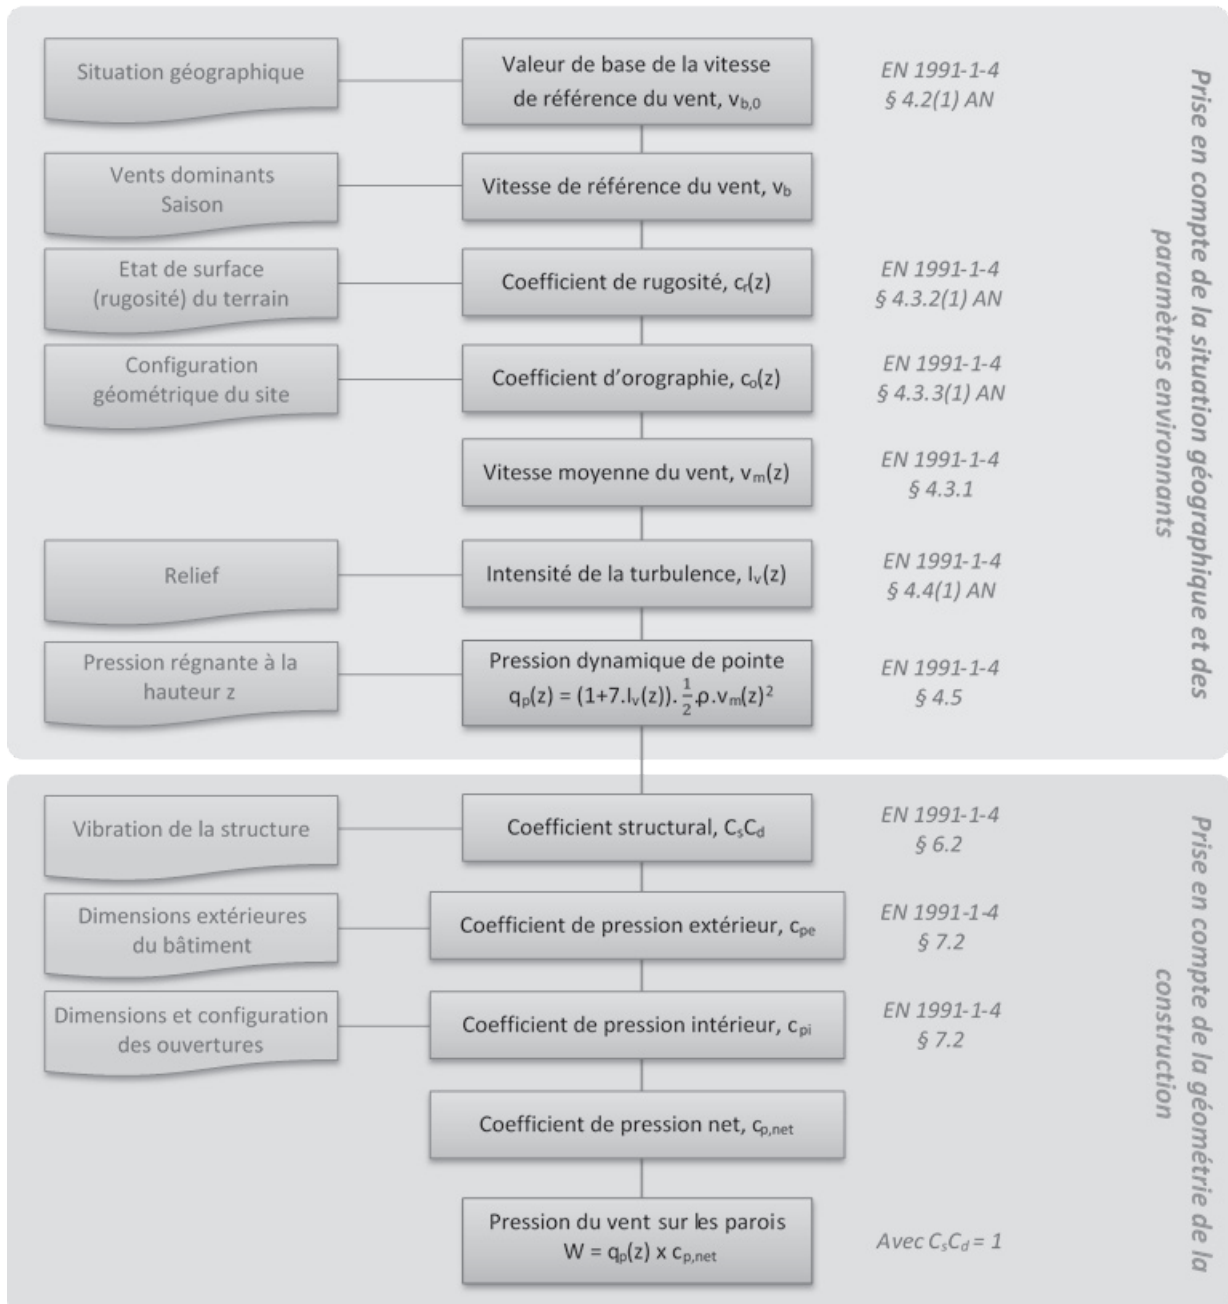 Situation géographique
Valeur de base de la vitesse
de référence du vent, vb,0
EN 1991-1-4
§ 4.2(1) AN
Vents dominants
Saison
Vitesse de référence du vent, vb
Etat de surface
(rugosité) du terrain
Coefficient de rugosité, cr(z)
EN 1991-1-4
§ 4.3.2(1) AN
Configuration
géométrique du site
Coefficient d'orographie, co(z)
EN 1991-1-4
§ 4.3.3(1) AN
Vitesse moyenne du vent, vm(z)
EN 1991-1-4
§ 4.3.1
Relief
Intensité de la turbulence, Iv(z)
EN 1991-1-4
§ 4.4(1) AN
Pression régnante à la
hauteur z
Pression dynamique de pointe
qp(z) = (1+7.Iv(z)). 1/2 .ρ.vm(z)²
EN 1991-1-4
§ 4.5
Prise en compte de la situation géographique et des
paramètres environnants
Vibration de la structure
Coefficient structural, CsCd
EN 1991-1-4
§ 6.2
Dimensions extérieures
du bâtiment
Coefficient de pression extérieur, cpe
EN 1991-1-4
§ 7.2
Dimensions et configuration
des ouvertures
Coefficient de pression intérieur, cpi
EN 1991-1-4
§ 7.2
Coefficient de pression net, cp,net
Pression du vent sur les parois
W = qp(z) x cp,net
Avec CsCd = 1
Prise en compte de la géométrie de la
construction